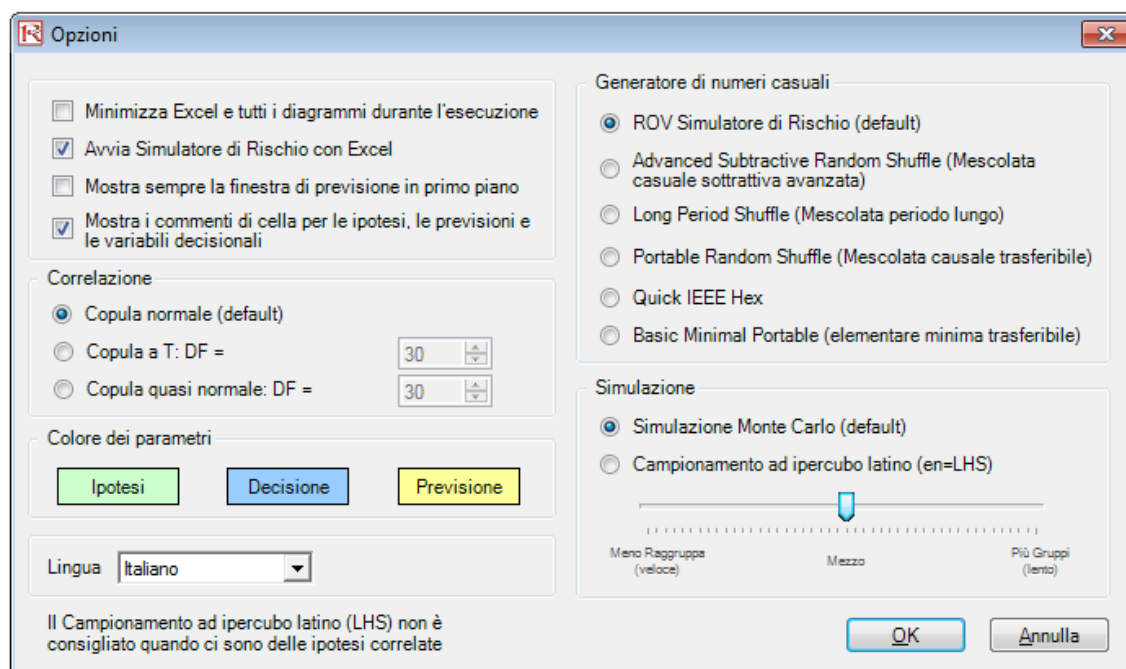 Opzioni
Minimizza Excel e tutti i diagrammi durante l'esecuzione
Avvia Simulatore di Rischio con Excel
Mostra sempre la finestra di previsione in primo piano
Mostra i commenti di cella per le ipotesi, le previsioni e
le variabili decisionali
Correlazione
Copula normale (default)
Copula a T: DF =
30
Copula quasi normale: DF =
30
Colore dei parametri
Ipotesi
Decisione
Previsione
Lingua
Italiano
Il Campionamento ad ipercubo latino (LHS) non è
consigliato quando ci sono delle ipotesi correlate
Generatore di numeri casuali
ROV Simulatore di Rischio (default)
Advanced Subtractive Random Shuffle (Mescolata
casuale sottrattiva avanzata)
Long Period Shuffle (Mescolata periodo lungo)
Portable Random Shuffle (Mescolata causale trasferibile)
Quick IEEE Hex
Basic Minimal Portable (elementare minima trasferibile)
Simulazione
Simulazione Monte Carlo (default)
Campionamento ad ipercubo latino (en=LHS)
Meno Raggruppa
(veloce)
Mezzo
Più Gruppi
(lento)
OK
Annulla